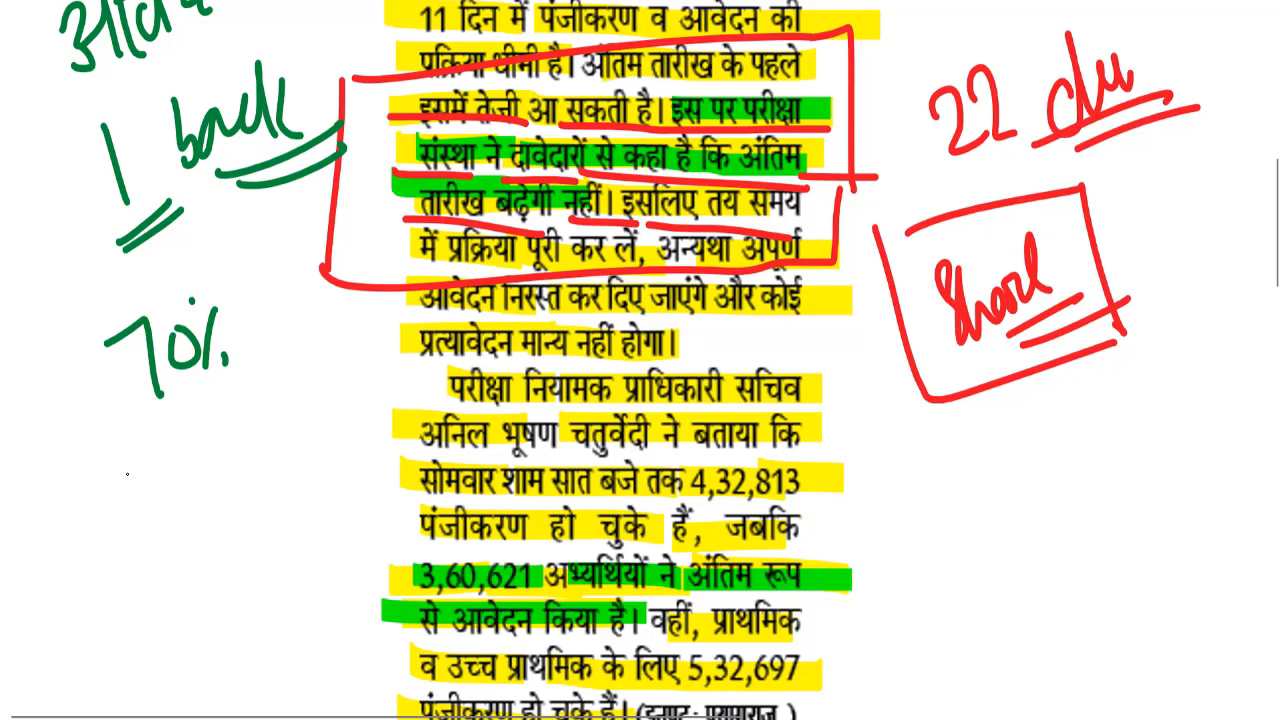 11 दिन में पंजीकरण व आवेदन की
प्रक्रिया धीमी है। अंतिम तारीख के पहले
इसमें तेजी आ सकती है। इस पर परीक्षा
संस्था ने दावेदारों से कहा है कि अंतिम
तारीख बढ़ेगी नहीं। इसलिए तय समय
में प्रक्रिया पूरी कर लें, अन्यथा अपूर्ण
आवेदन निरस्त कर दिए जाएंगे और कोई
प्रत्यावेदन मान्य नहीं होगा।
परीक्षा नियामक प्राधिकारी सचिव
अनिल भूषण चतुर्वेदी ने बताया कि
सोमवार शाम सात बजे तक 4,32,813
पंजीकरण हो चुके हैं, जबकि
3,60,621 अभ्यर्थियों ने अंतिम रूप
से आवेदन किया है। वहीं, प्राथमिक
व उच्च प्राथमिक के लिए 5,32,697
पंजीकरण हो चुके हैं।
1 back
70%
22